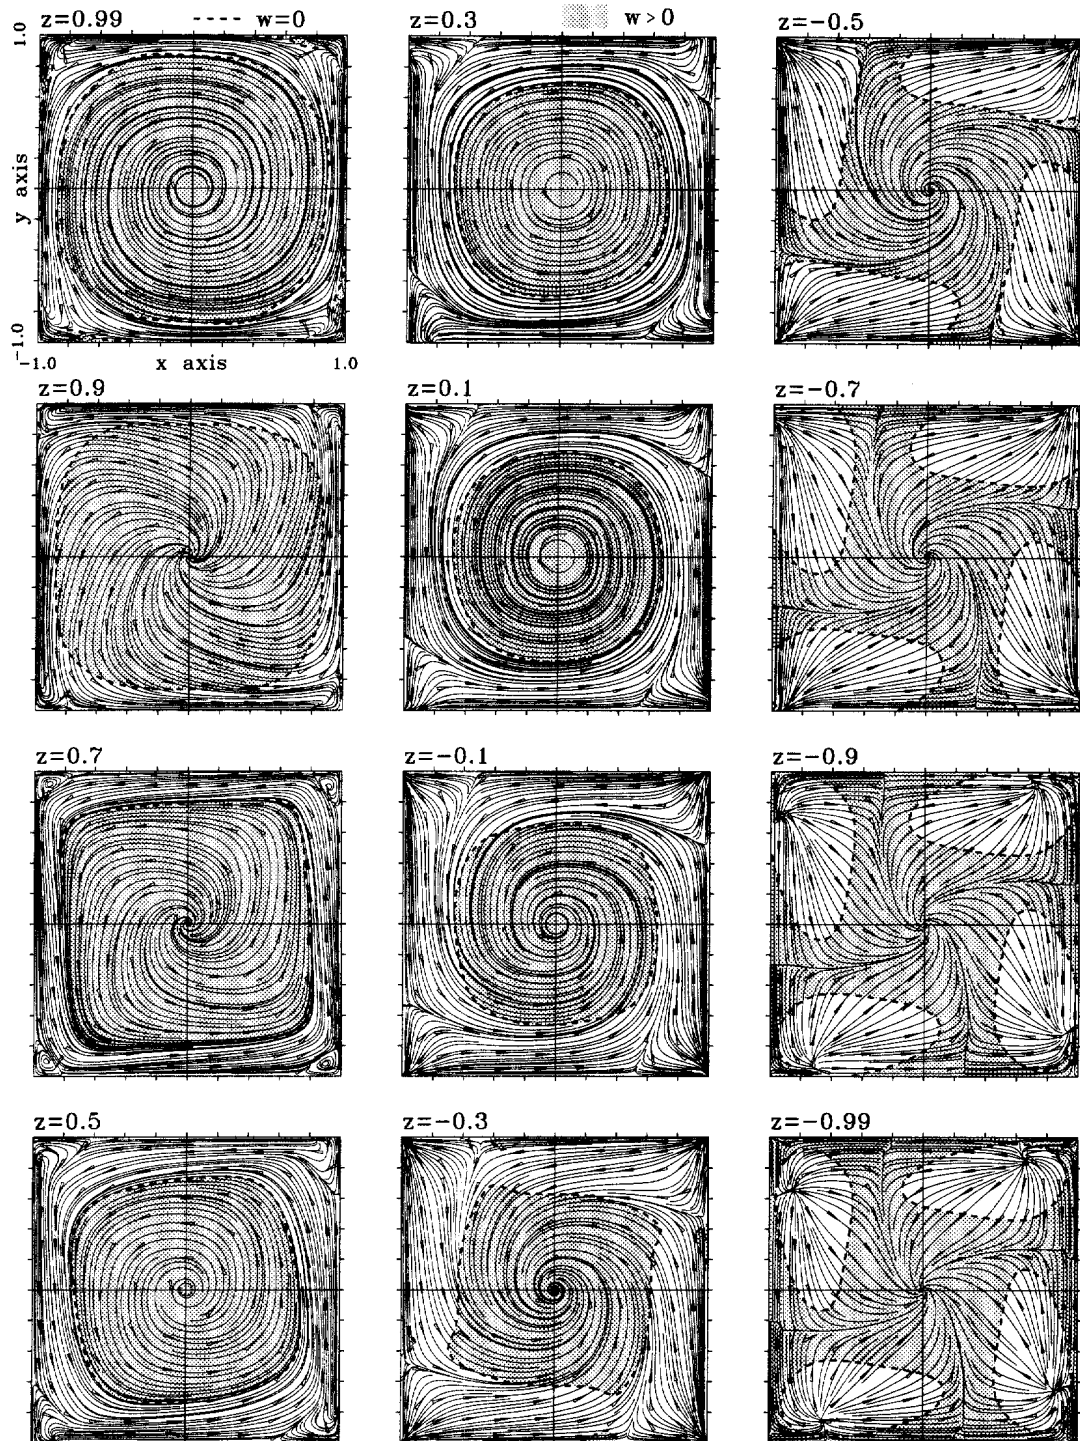 z=0.99
---- w=0
z=0.3
w>0
z=−0.5
1.0
y axis
−1.0
−1.0
x axis
1.0
z=0.9
z=0.1
z=−0.7
z=0.7
z=−0.1
z=−0.9
z=0.5
z=−0.3
z=−0.99